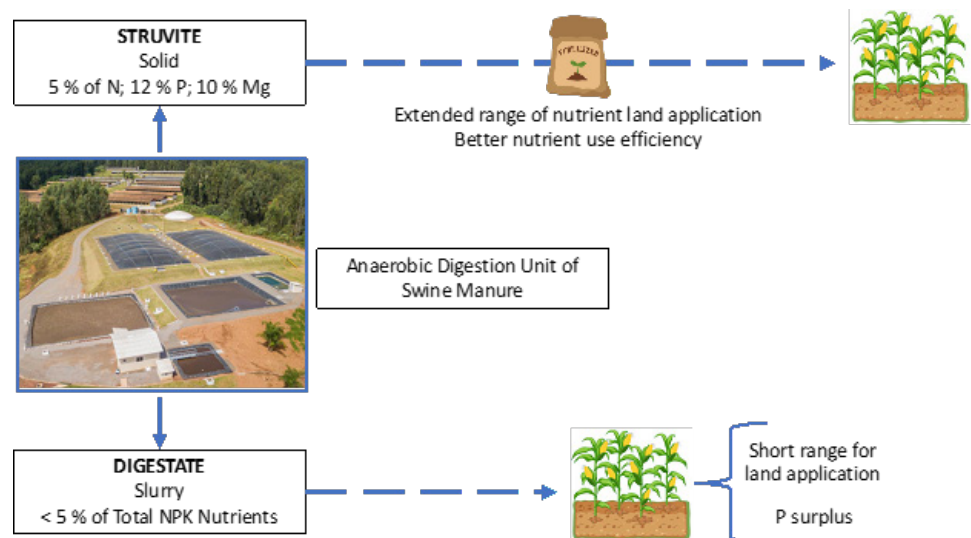 STRUVITE
Solid
5 % of N; 12 % P; 10 % Mg
Extended range of nutrient land application
Better nutrient use efficiency
Anaerobic Digestion Unit of
Swine Manure
DIGESTATE
Slurry
< 5 % of Total NPK Nutrients
Short range for
land application
P surplus